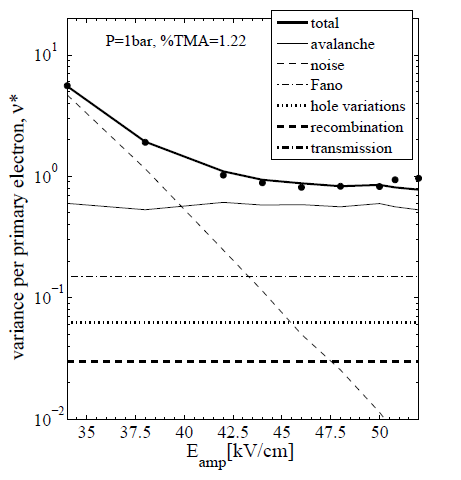 P=1bar, %TMA=1.22
total
avalanche
noise
Fano
hole variations
recombination
transmission
variance per primary electron, ν*
10^1
10^0
10^-1
10^-2
35 37.5 40 42.5 45 47.5 50
E_amp[kV/cm]